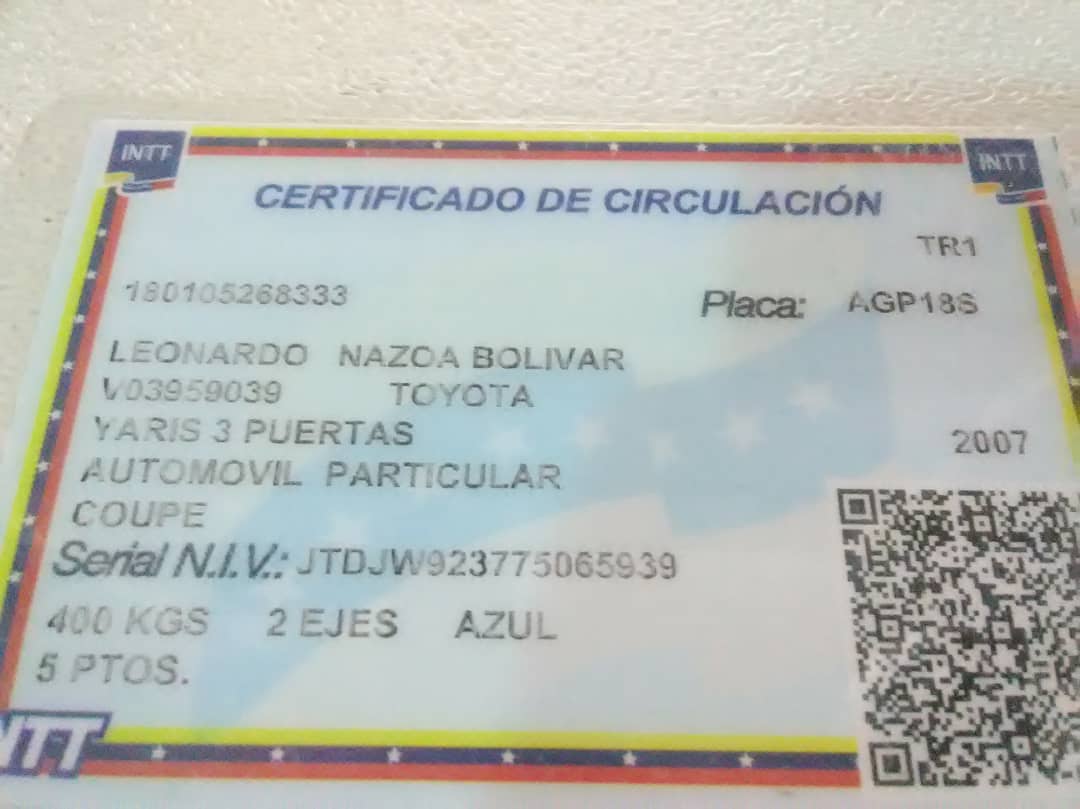 INTT INTT
CERTIFICADO DE CIRCULACIÓN
TR1
180105268333 Placa: AGP18S
LEONARDO NAZOA BOLIVAR
V03959039 TOYOTA
YARIS 3 PUERTAS 2007
AUTOMOVIL PARTICULAR
COUPE
Serial N.I.V.: JTDJW923775065939
400 KGS 2 EJES AZUL
5 PTOS.
INTT